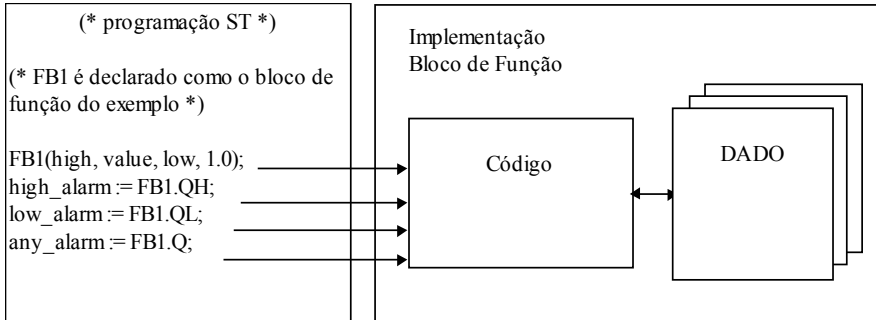 (* programação ST *)
(* FB1 é declarado como o bloco de
função do exemplo *)
FB1(high, value, low, 1.0);
high_alarm := FB1.QH;
low_alarm := FB1.QL;
any_alarm := FB1.Q;
Implementação
Bloco de Função
Código
DADO